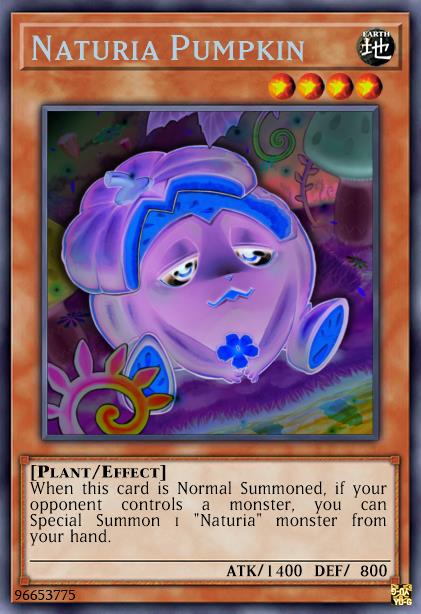 Naturia Pumpkin
EARTH
地
[Plant/Effect]
When this card is Normal Summoned, if your
opponent controls a monster, you can
Special Summon 1 "Naturia" monster from
your hand.
ATK/1400 DEF/ 800
96653775